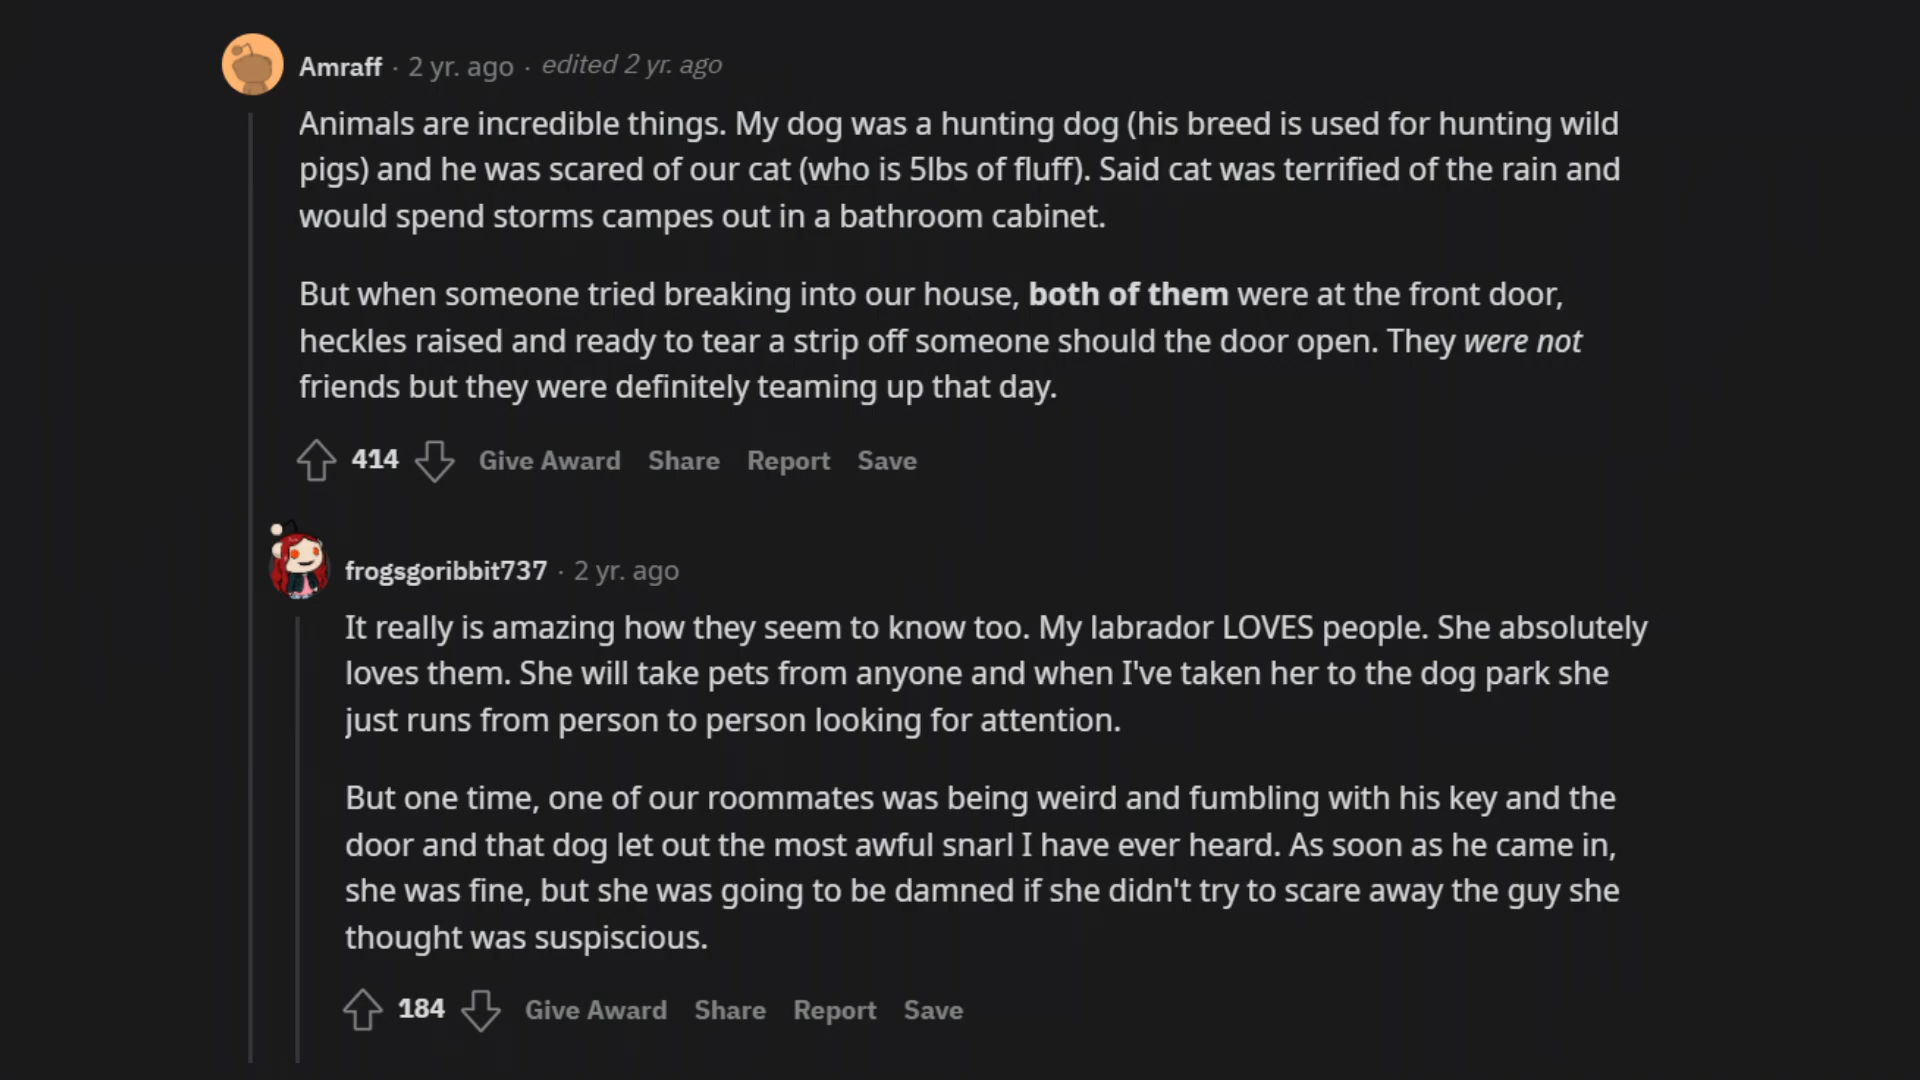 Amraff · 2 yr. ago · edited 2 yr. ago
Animals are incredible things. My dog was a hunting dog (his breed is used for hunting wild
pigs) and he was scared of our cat (who is 5lbs of fluff). Said cat was terrified of the rain and
would spend storms campes out in a bathroom cabinet.
But when someone tried breaking into our house, both of them were at the front door,
heckles raised and ready to tear a strip off someone should the door open. They were not
friends but they were definitely teaming up that day.
414 Give Award Share Report Save
frogsgoribbit737 · 2 yr. ago
It really is amazing how they seem to know too. My labrador LOVES people. She absolutely
loves them. She will take pets from anyone and when I've taken her to the dog park she
just runs from person to person looking for attention.
But one time, one of our roommates was being weird and fumbling with his key and the
door and that dog let out the most awful snarl I have ever heard. As soon as he came in,
she was fine, but she was going to be damned if she didn't try to scare away the guy she
thought was suspiscious.
184 Give Award Share Report Save